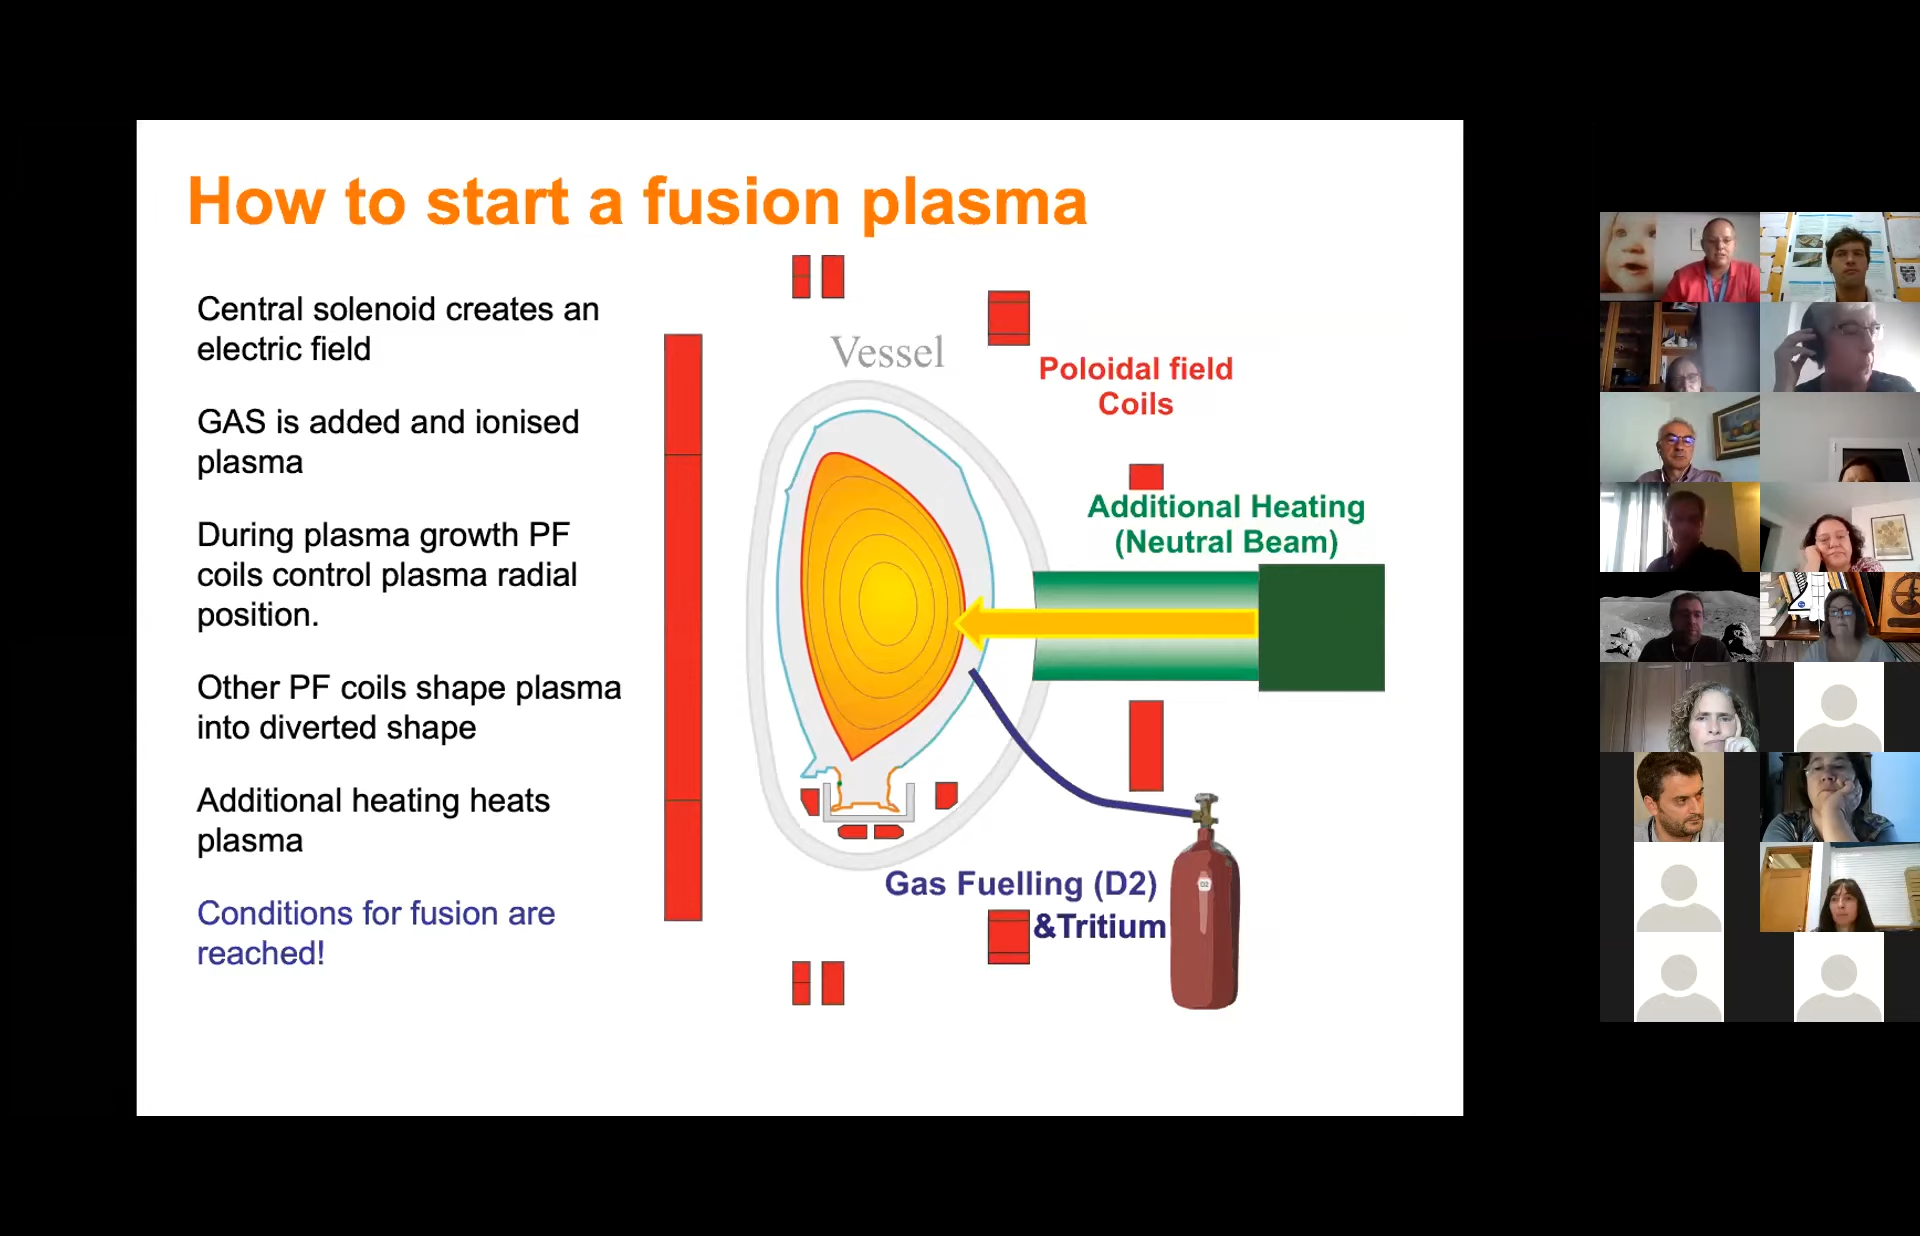 How to start a fusion plasma
Central solenoid creates an
electric field
GAS is added and ionised
plasma
During plasma growth PF
coils control plasma radial
position.
Other PF coils shape plasma
into diverted shape
Additional heating heats
plasma
Conditions for fusion are
reached!
Vessel
Poloidal field
Coils
Additional Heating
(Neutral Beam)
Gas Fuelling (D2)
&Tritium
D2